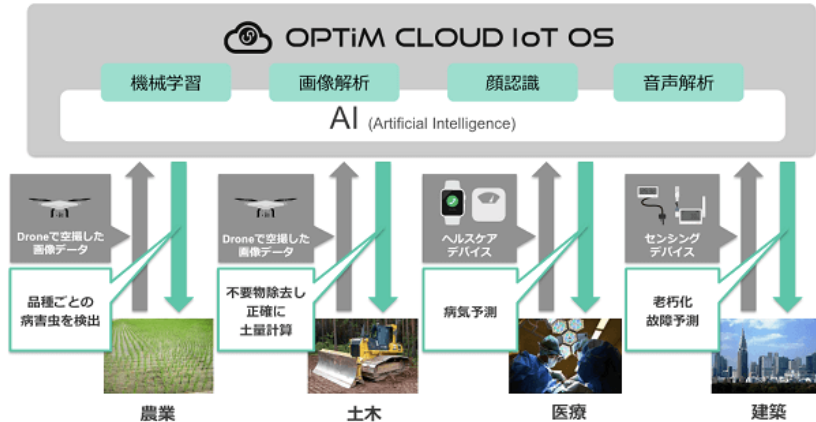 OPTiM CLOUD IoT OS
機械学習
画像解析
顔認識
音声解析
AI (Artificial Intelligence)
Droneで空撮した
画像データ
Droneで空撮した
画像データ
ヘルスケア
デバイス
センシング
デバイス
品種ごとの
病害虫を検出
不要物除去し
正確に
土量計算
病気予測
老朽化
故障予測
農業
土木
医療
建築